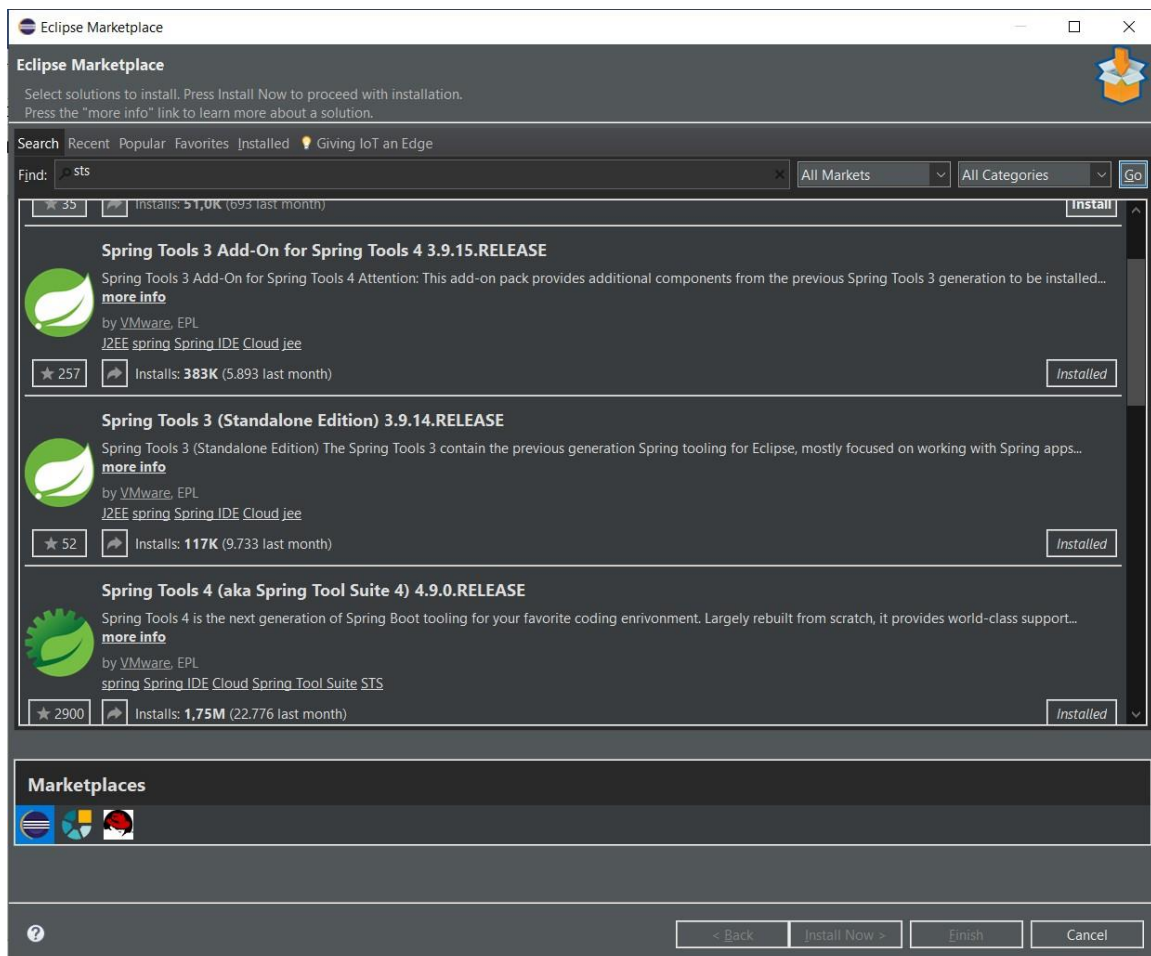 Eclipse Marketplace
Eclipse Marketplace
Select solutions to install. Press Install Now to proceed with installation.
Press the "more info" link to learn more about a solution.
Search Recent Popular Favorites Installed Giving IoT an Edge
Find: sts All Markets All Categories Go
35 Installs: 51,0K (693 last month) Install
Spring Tools 3 Add-On for Spring Tools 4 3.9.15.RELEASE
Spring Tools 3 Add-On for Spring Tools 4 Attention: This add-on pack provides additional components from the previous Spring Tools 3 generation to be installed...
more info
by VMware, EPL
J2EE spring Spring IDE Cloud jee
257 Installs: 383K (5.893 last month) Installed
Spring Tools 3 (Standalone Edition) 3.9.14.RELEASE
Spring Tools 3 (Standalone Edition) The Spring Tools 3 contain the previous generation Spring tooling for Eclipse, mostly focused on working with Spring apps...
more info
by VMware, EPL
J2EE spring Spring IDE Cloud jee
52 Installs: 117K (9.733 last month) Installed
Spring Tools 4 (aka Spring Tool Suite 4) 4.9.0.RELEASE
Spring Tools 4 is the next generation of Spring Boot tooling for your favorite coding enrivonment. Largely rebuilt from scratch, it provides world-class support...
more info
by VMware, EPL
spring Spring IDE Cloud Spring Tool Suite STS
2900 Installs: 1,75M (22.776 last month) Installed
Marketplaces
? < Back Install Now > Finish Cancel